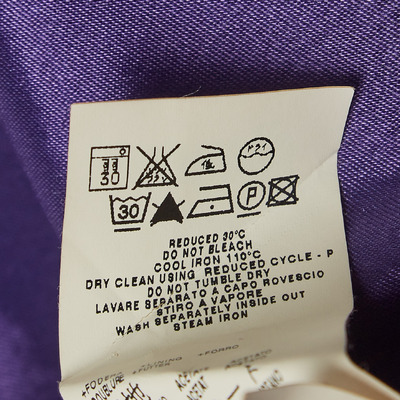 30
30
REDUCED 30°C
DO NOT BLEACH
COOL IRON 110°C
DRY CLEAN USING REDUCED CYCLE - P
DO NOT TUMBLE DRY
LAVARE SEPARATO A CAPO ROVESCIO
STIRO A VAPORE
WASH SEPARATELY INSIDE OUT
STEAM IRON